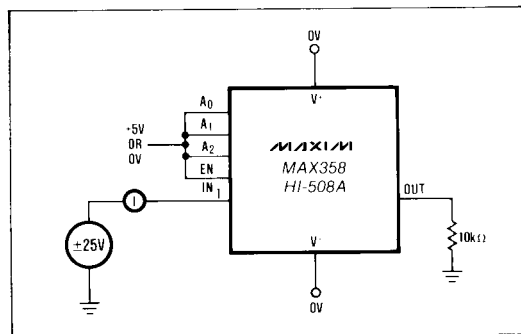 0V
V⁺
A₀
A₁
A₂
EN
IN₁
+5V
OR
0V
MAXIM
MAX358
HI-508A
OUT
I
±25V
10kΩ
V⁻
0V